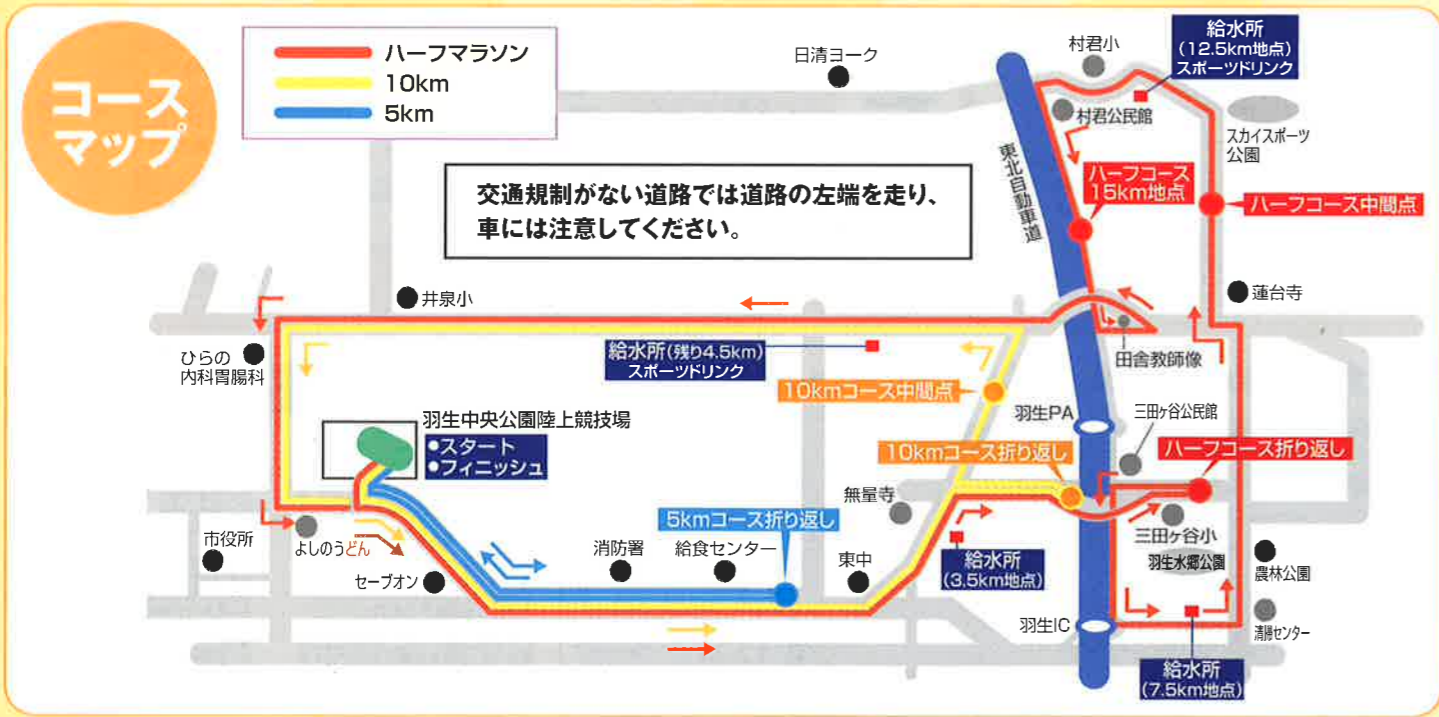 コース
マップ
ハーフマラソン
10km
5km
交通規制がない道路では道路の左端を走り、
車には注意してください。
日清ヨーク
村君小
給水所
(12.5km地点)
スポーツドリンク
村君公民館
スカイスポーツ
公園
東北自動車道
ハーフコース
15km地点
ハーフコース中間点
井泉小
蓮台寺
ひらの
内科胃腸科
給水所(残り4.5km)
スポーツドリンク
田舎教師像
10kmコース中間点
羽生PA
三田ヶ谷公民館
羽生中央公園陸上競技場
●スタート
●フィニッシュ
10kmコース折り返し
ハーフコース折り返し
無量寺
5kmコース折り返し
市役所
よしのうどん
セーブオン
消防署
給食センター
東中
給水所
(3.5km地点)
三田ヶ谷小
羽生水郷公園
農林公園
羽生IC
清掃センター
給水所
(7.5km地点)